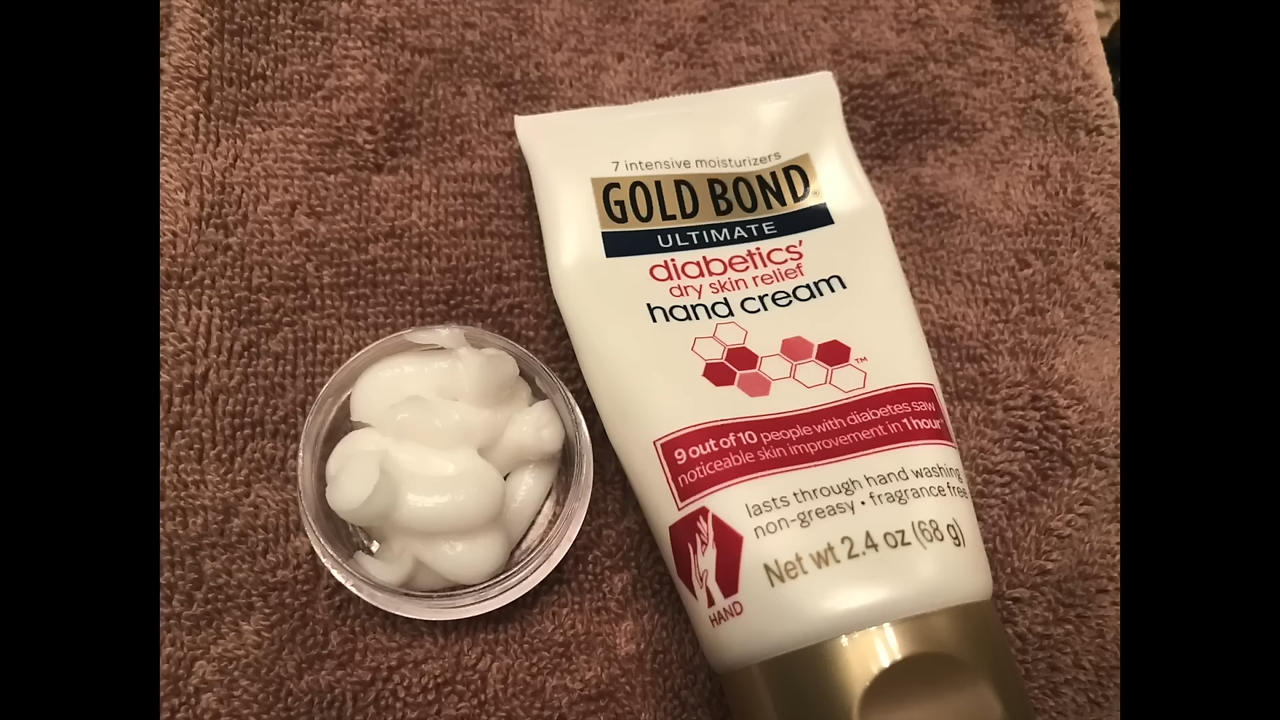 7 intensive moisturizers
GOLD BOND®
ULTIMATE
diabetics'
dry skin relief
hand cream
™
9 out of 10 people with diabetes saw
noticeable skin improvement in 1 hour*
lasts through hand washing
non-greasy • fragrance free
Net wt 2.4 oz (68 g)
HAND